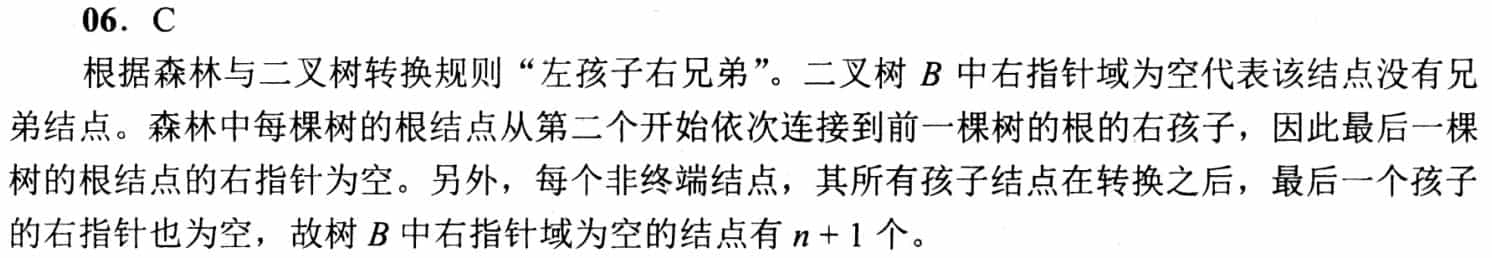 06. C
根据森林与二叉树转换规则“左孩子右兄弟”。二叉树 B 中右指针域为空代表该结点没有兄
弟结点。森林中每棵树的根结点从第二个开始依次连接到前一棵树的根的右孩子，因此最后一棵
树的根结点的右指针为空。另外，每个非终端结点，其所有孩子结点在转换之后，最后一个孩子
的右指针也为空，故树 B 中右指针域为空的结点有 n + 1 个。